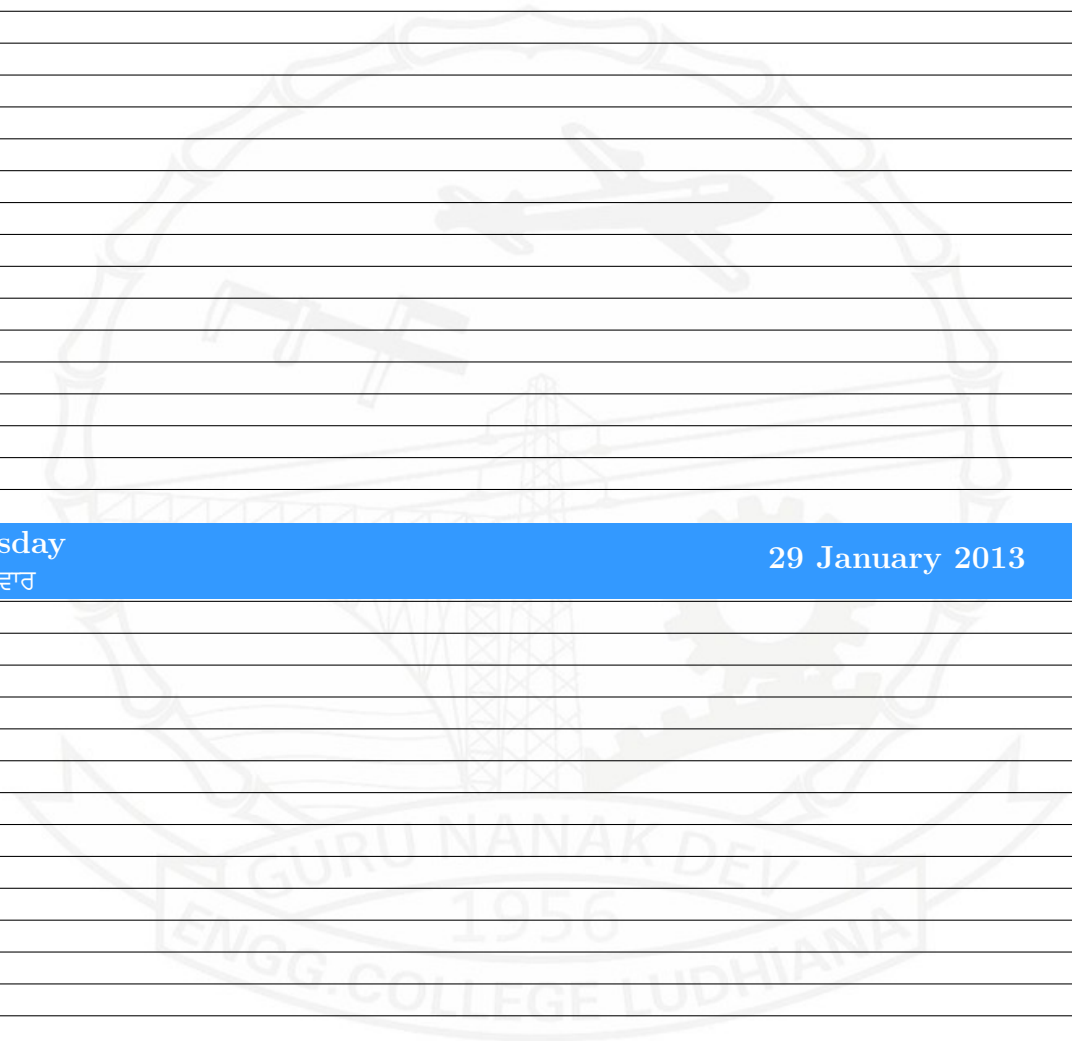 sday
29 January 2013
ਵਾਰ
GURU NANAK DEV
1956
ENGG. COLLEGE LUDHIANA